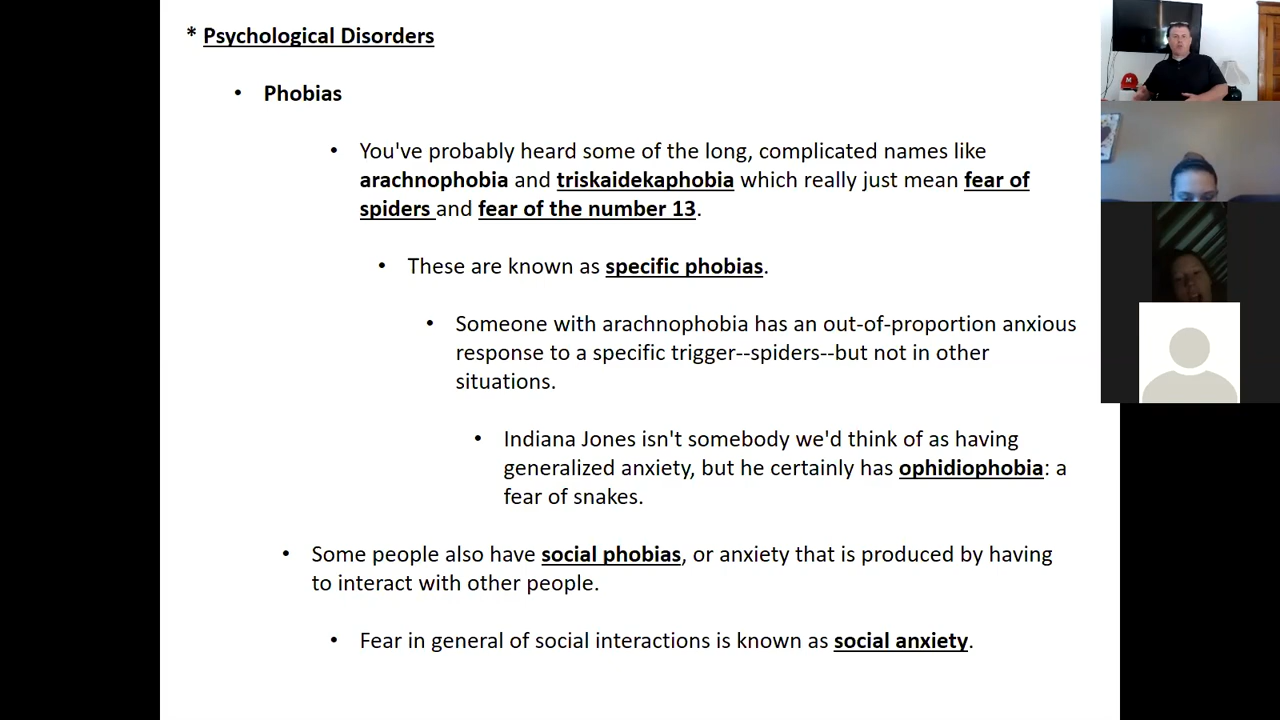 * Psychological Disorders
• Phobias
• You've probably heard some of the long, complicated names like
arachnophobia and triskaidekaphobia which really just mean fear of
spiders and fear of the number 13.
• These are known as specific phobias.
• Someone with arachnophobia has an out-of-proportion anxious
response to a specific trigger--spiders--but not in other
situations.
• Indiana Jones isn't somebody we'd think of as having
generalized anxiety, but he certainly has ophidiophobia: a
fear of snakes.
• Some people also have social phobias, or anxiety that is produced by having
to interact with other people.
• Fear in general of social interactions is known as social anxiety.
M